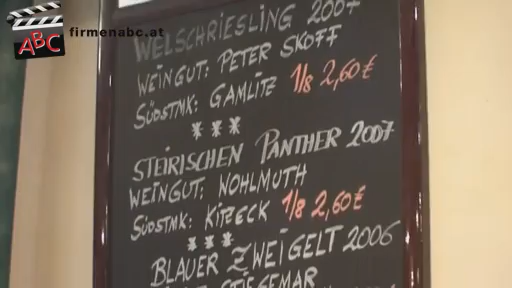 ABC
firmenabc.at
WELSCHRIESLING 2007
WEINGUT: PETER SKOFF
SÜDSTMK: GAMLITZ 1/8 2,60€
***
STEIRISCHEN PANTHER 2007
WEINGUT: WOHLMUTH
SÜDSTMK: KITZECK 1/8 2,60€
***
BLAUER ZWEIGELT 2006
STIEGEMAR